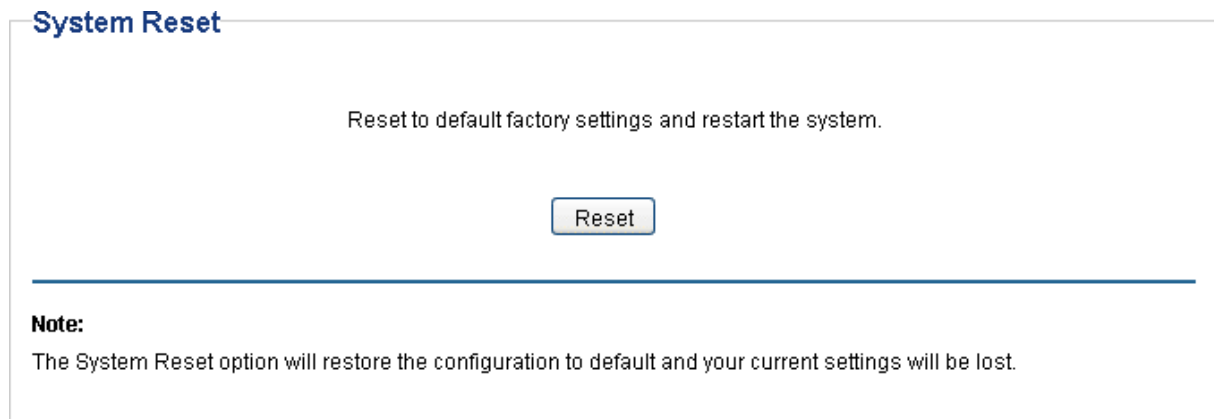 System Reset
Reset to default factory settings and restart the system.
Reset
Note:
The System Reset option will restore the configuration to default and your current settings will be lost.